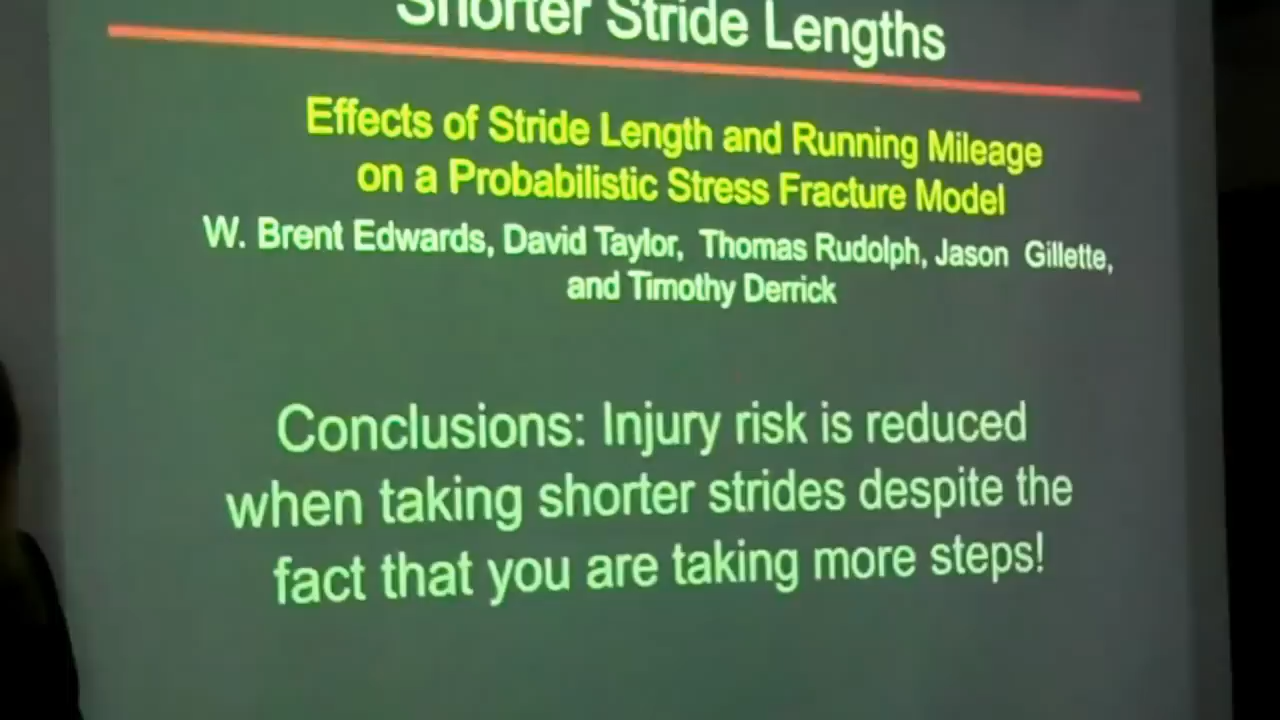 Shorter Stride Lengths
Effects of Stride Length and Running Mileage
on a Probabilistic Stress Fracture Model
W. Brent Edwards, David Taylor, Thomas Rudolph, Jason Gillette,
and Timothy Derrick
Conclusions: Injury risk is reduced
when taking shorter strides despite the
fact that you are taking more steps!